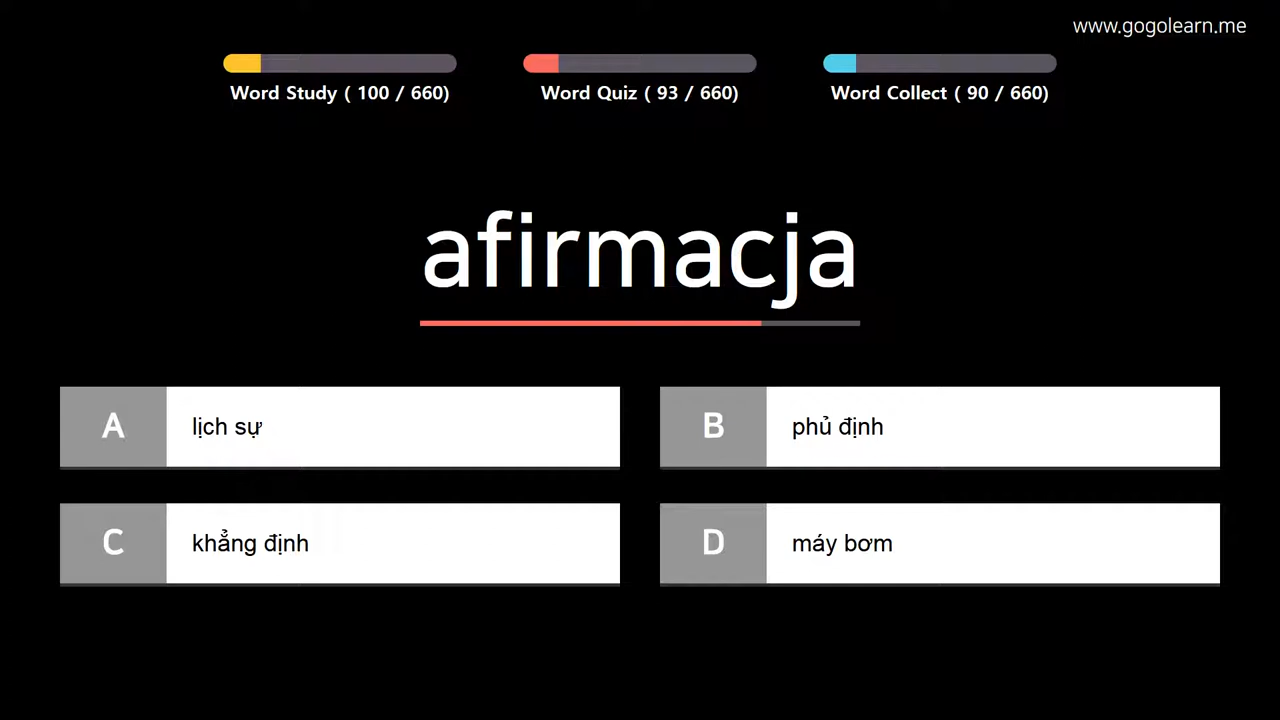 www.gogolearn.me
Word Study ( 100 / 660)
Word Quiz ( 93 / 660)
Word Collect ( 90 / 660)
afirmacja
A lịch sự
B phủ định
C khẳng định
D máy bơm